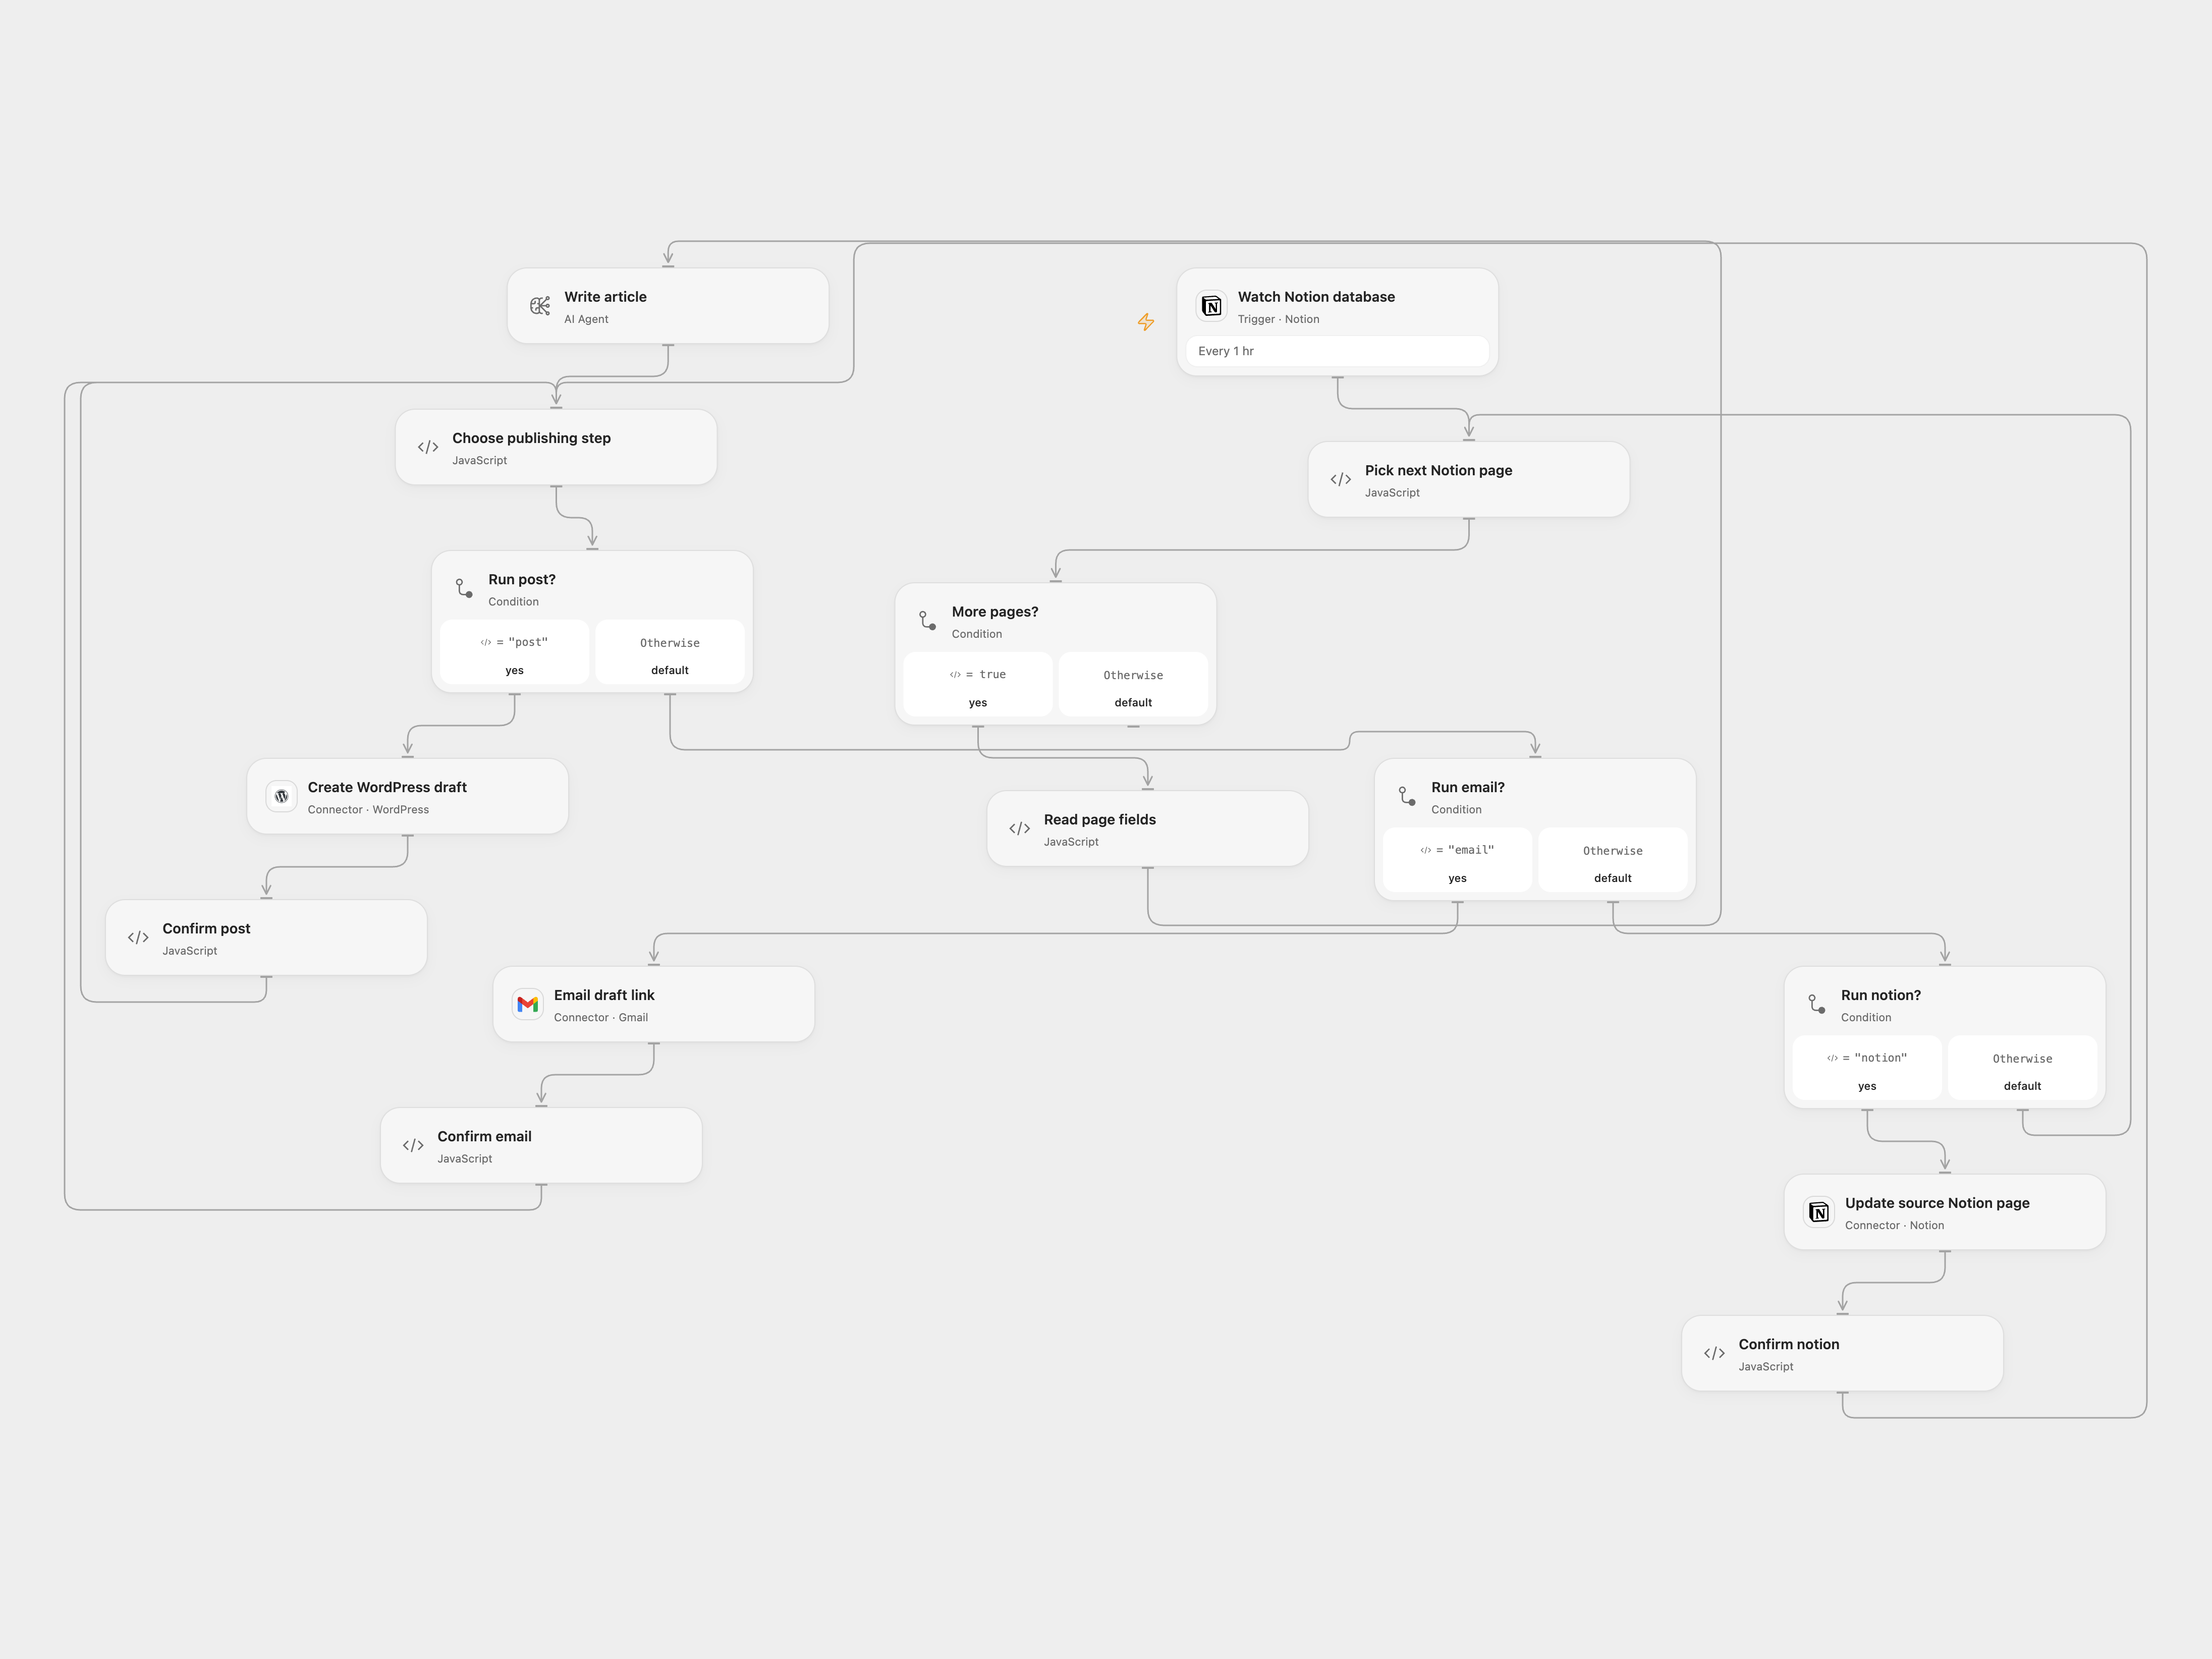 Write article
AI Agent
Watch Notion database
Trigger · Notion
Every 1 hr
Choose publishing step
JavaScript
Pick next Notion page
JavaScript
Run post?
Condition
</> = "post"
yes
Otherwise
default
More pages?
Condition
</> = true
yes
Otherwise
default
Create WordPress draft
Connector · WordPress
Read page fields
JavaScript
Run email?
Condition
</> = "email"
yes
Otherwise
default
Confirm post
JavaScript
Email draft link
Connector · Gmail
Run notion?
Condition
</> = "notion"
yes
Otherwise
default
Confirm email
JavaScript
Update source Notion page
Connector · Notion
Confirm notion
JavaScript